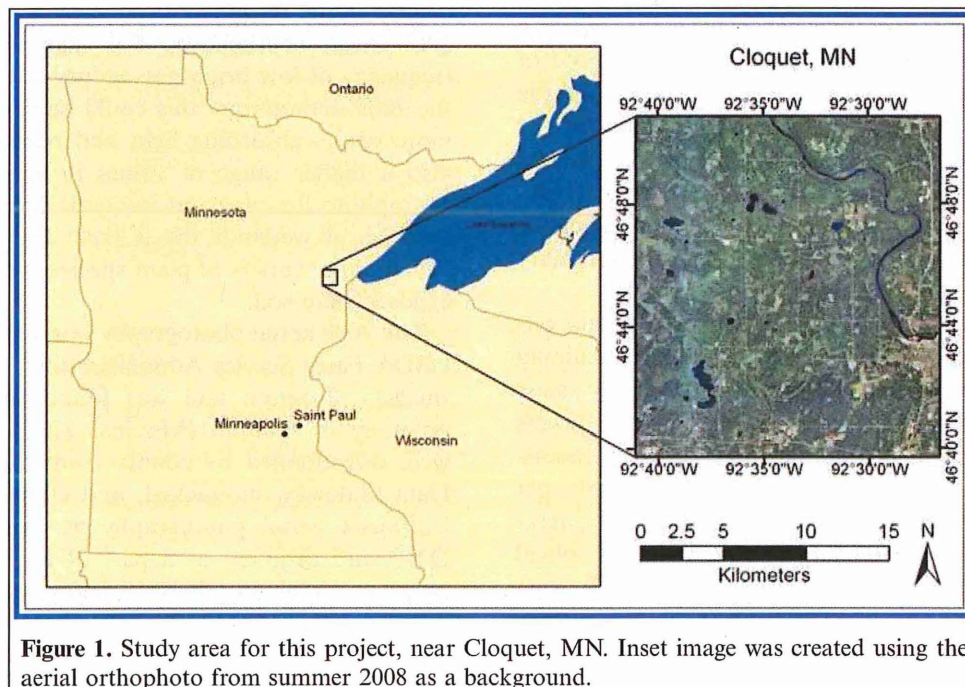 Cloquet, MN
92°40'0"W 92°35'0"W 92°30'0"W
Ontario
Minnesota
Minneapolis
Saint Paul
Wisconsin
46°48'0"N
46°44'0"N
46°40'0"N
46°48'0"N
46°44'0"N
46°40'0"N
92°40'0"W 92°35'0"W 92°30'0"W
0 2.5 5 10 15
Kilometers
N
Figure 1. Study area for this project, near Cloquet, MN. Inset image was created using the
aerial orthophoto from summer 2008 as a background.